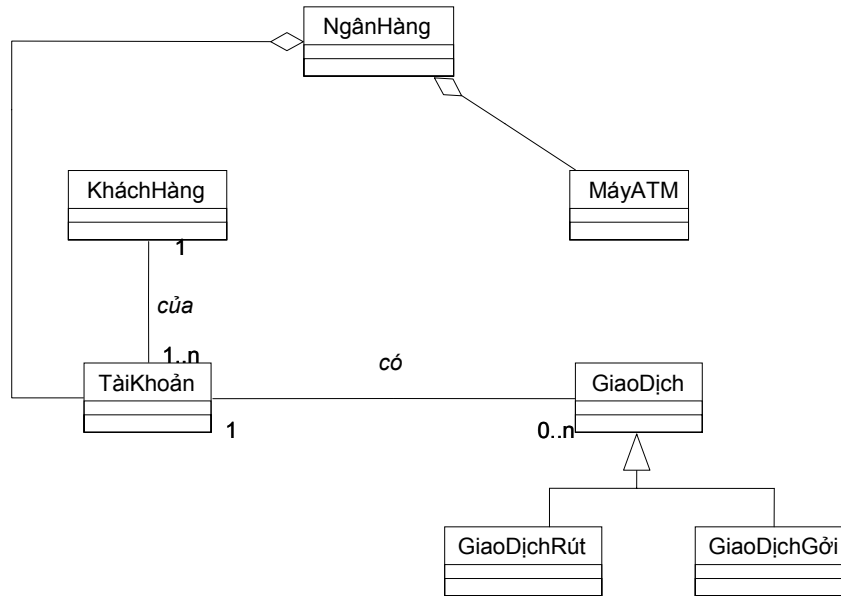 NgânHàng
KháchHàng
MáyATM
1
của
1..n
có
TàiKhoản
GiaoDịch
1
0..n
GiaoDịchRút
GiaoDịchGởi